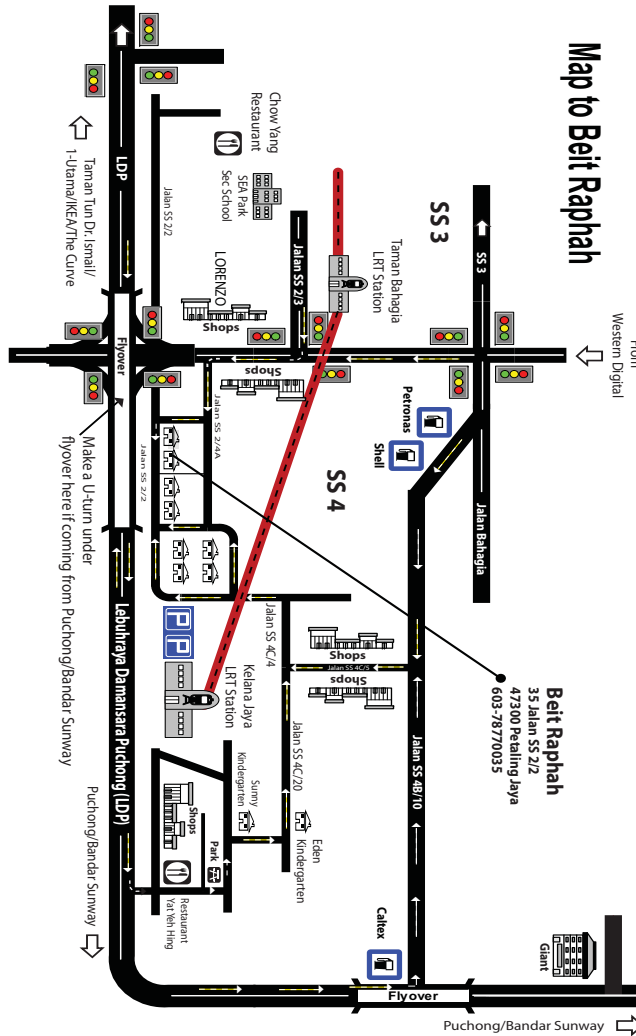 Map to Beit Raphah
From
Western Digital
SS 3
SS 3
Jalan Bahagia
Taman Bahagia
LRT Station
Chow Yang
Restaurant
SEA Park
Sec School
Jalan SS 2/3
LORENZO
Shops
Shops
Petronas
Shell
SS 4
Jalan SS 2/2
LDP
Taman Tun Dr. Ismail/
1-Utama/IKEA/The Curve
Flyover
Make a U-turn under
flyover here if coming from Puchong/Bandar Sunway
Jalan SS 2/4A
Jalan SS 2/2
Beit Raphah
35 Jalan SS 2/2
47300 Petaling Jaya
603-78770035
Jalan SS 4C/4
Shops
Jalan SS 4C/5
Shops
P
P
Kelana Jaya
LRT Station
Jalan SS 4C/20
Jalan SS 4B/10
Lebuhraya Damansara Puchong (LDP)
Sunny
Kindergarten
Eden
Kindergarten
Shops
Park
Restaurant
Yat Yeh Hing
Puchong/Bandar Sunway
Caltex
Giant
Flyover
Puchong/Bandar Sunway